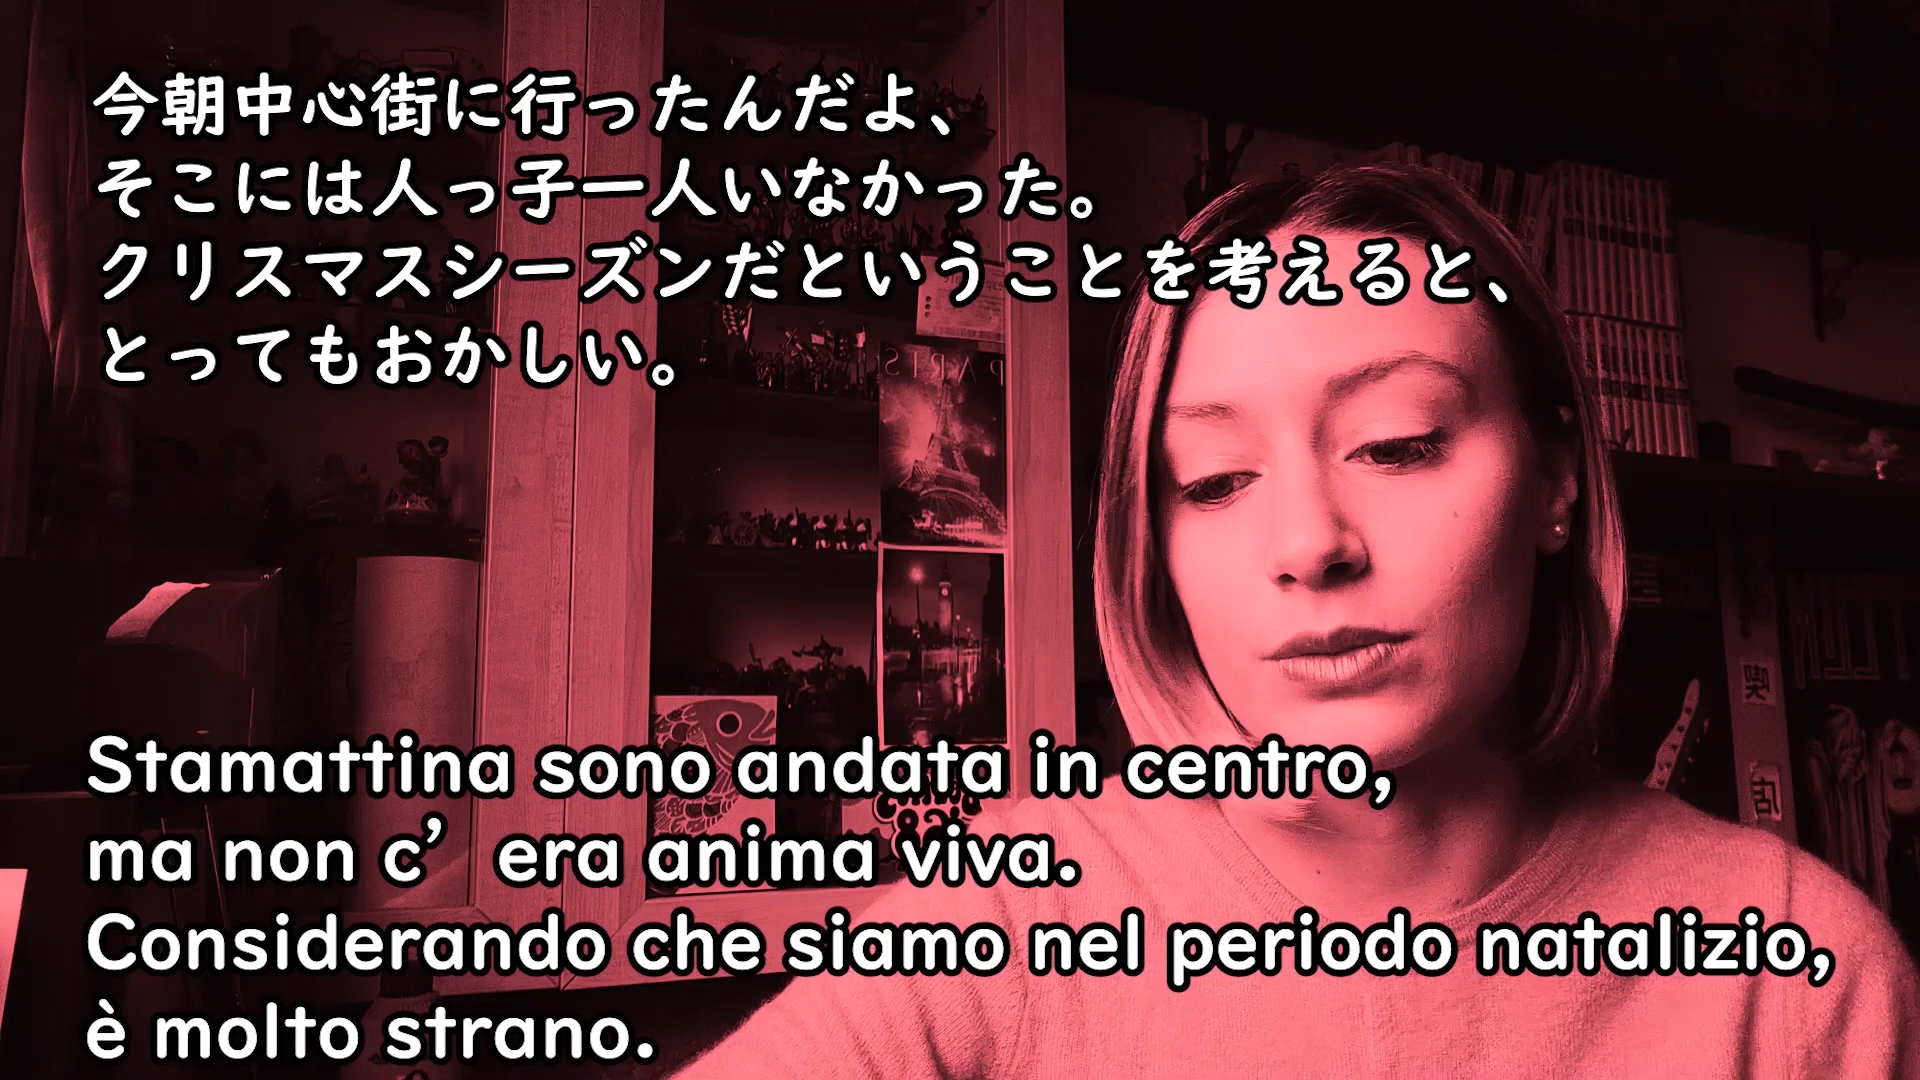 今朝中心街に行ったんだよ、
そこには人っ子一人いなかった。
クリスマスシーズンだということを考えると、
とってもおかしい。
PARIS
喫
店
Stamattina sono andata in centro,
ma non c’era anima viva.
Considerando che siamo nel periodo natalizio,
è molto strano.